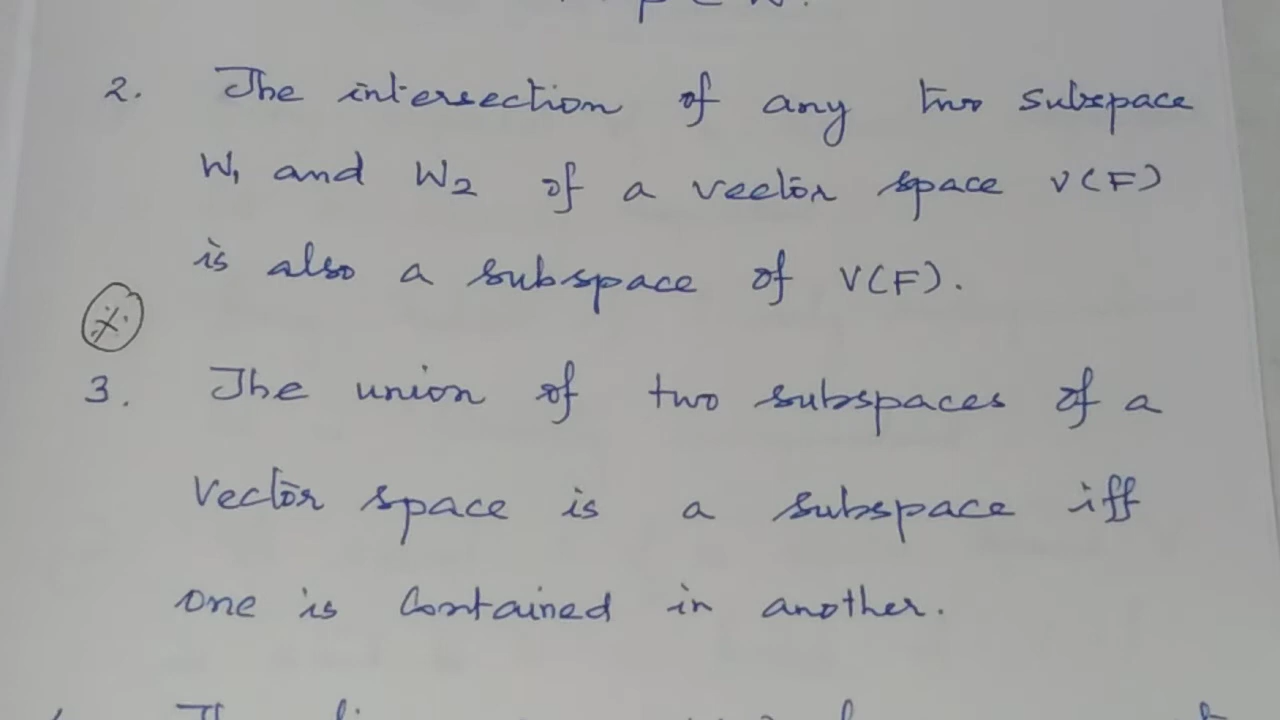 2. The intersection of any two subspace
W₁ and W₂ of a vector space V(F)
is also a subspace of V(F).
3. The union of two subspaces of a
vector space is a subspace iff
one is contained in another.